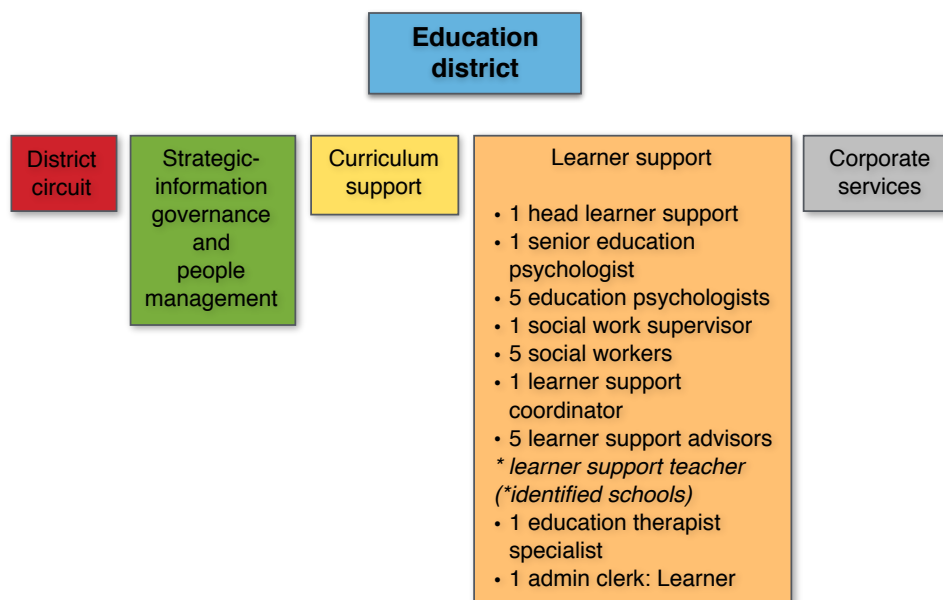 Education
district
District
circuit
Strategic-
information
governance
and
people
management
Curriculum
support
Learner support
• 1 head learner support
• 1 senior education
psychologist
• 5 education psychologists
• 1 social work supervisor
• 5 social workers
• 1 learner support
coordinator
• 5 learner support advisors
* learner support teacher
(*identified schools)
• 1 education therapist
specialist
• 1 admin clerk: Learner
Corporate
services